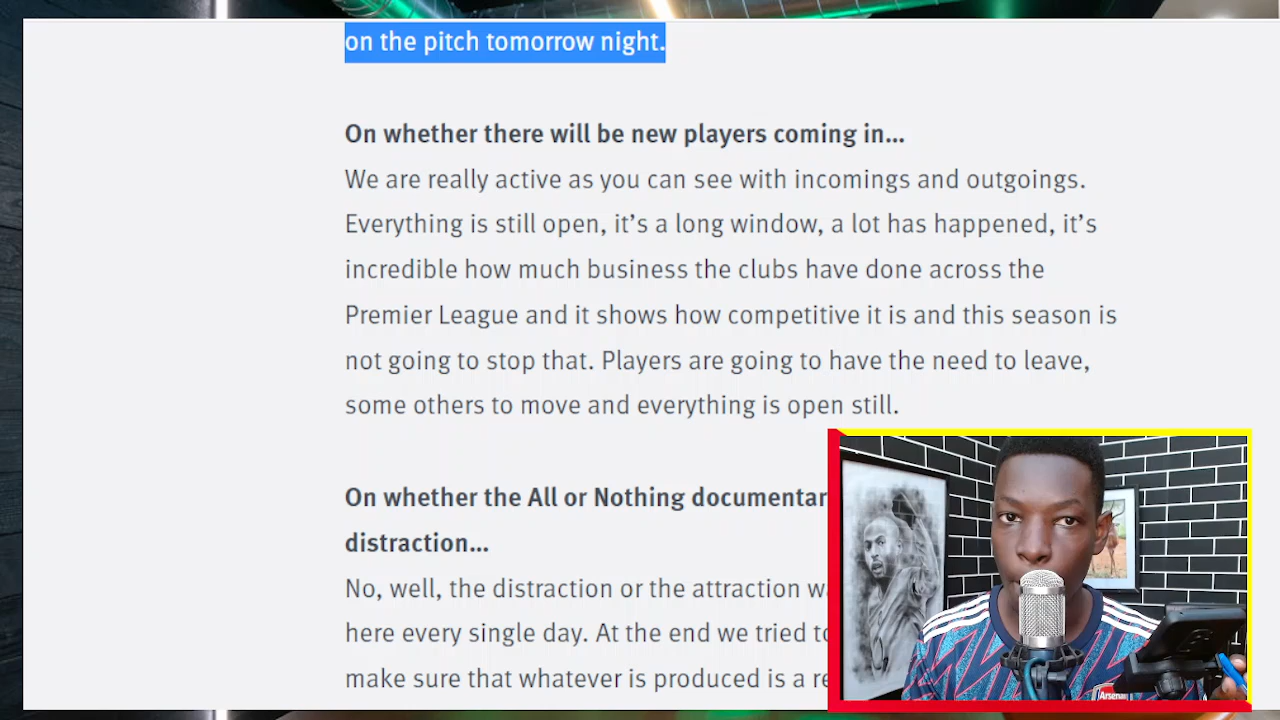 on the pitch tomorrow night.
On whether there will be new players coming in...
We are really active as you can see with incomings and outgoings.
Everything is still open, it’s a long window, a lot has happened, it’s
incredible how much business the clubs have done across the
Premier League and it shows how competitive it is and this season is
not going to stop that. Players are going to have the need to leave,
some others to move and everything is open still.
On whether the All or Nothing documentar
distraction...
No, well, the distraction or the attraction
here every single day. At the end we tried
make sure that whatever is produced is a
Arsenal